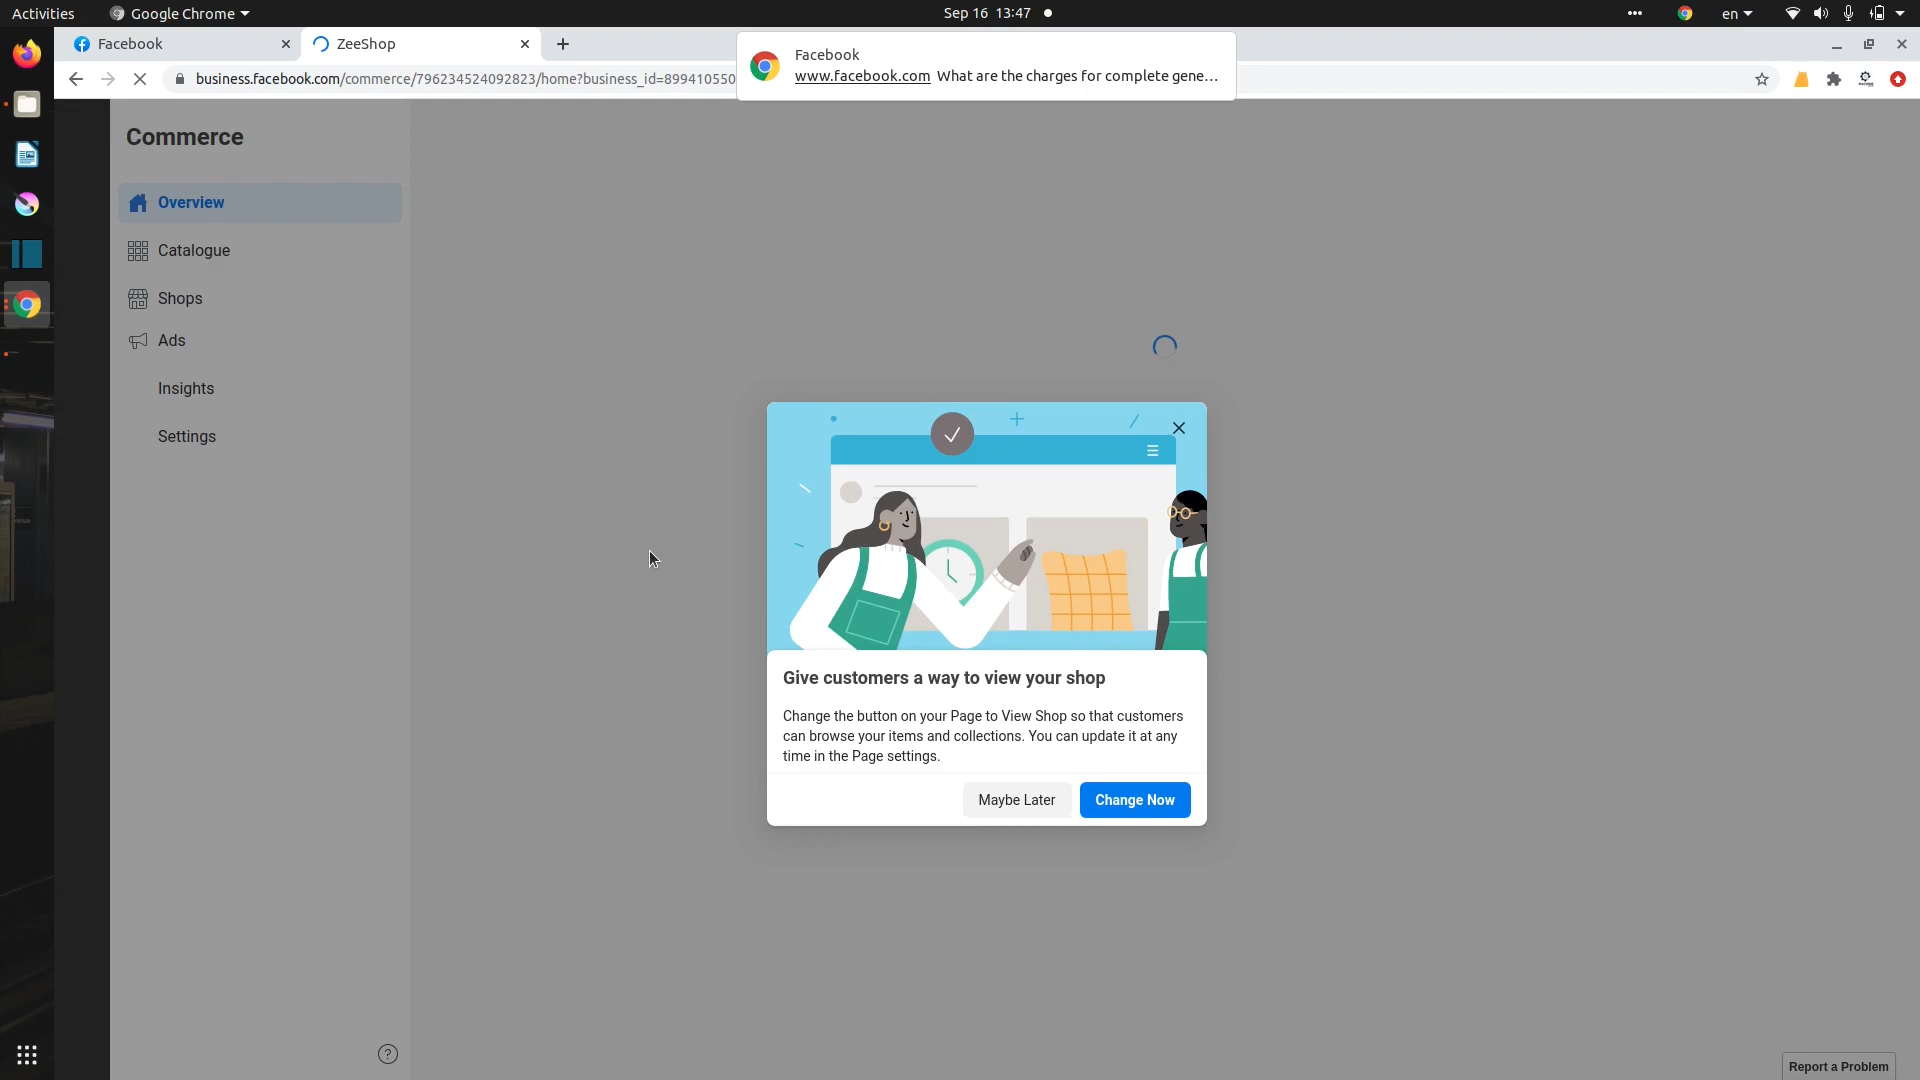 Activities
Google Chrome
Sep 16 13:47
en
Facebook
ZeeShop
business.facebook.com/commerce/796234524092823/home?business_id=899410550
Facebook
www.facebook.com What are the charges for complete gene...
Commerce
Overview
Catalogue
Shops
Ads
Insights
Settings
Give customers a way to view your shop
Change the button on your Page to View Shop so that customers
can browse your items and collections. You can update it at any
time in the Page settings.
Maybe Later
Change Now
?
Report a Problem